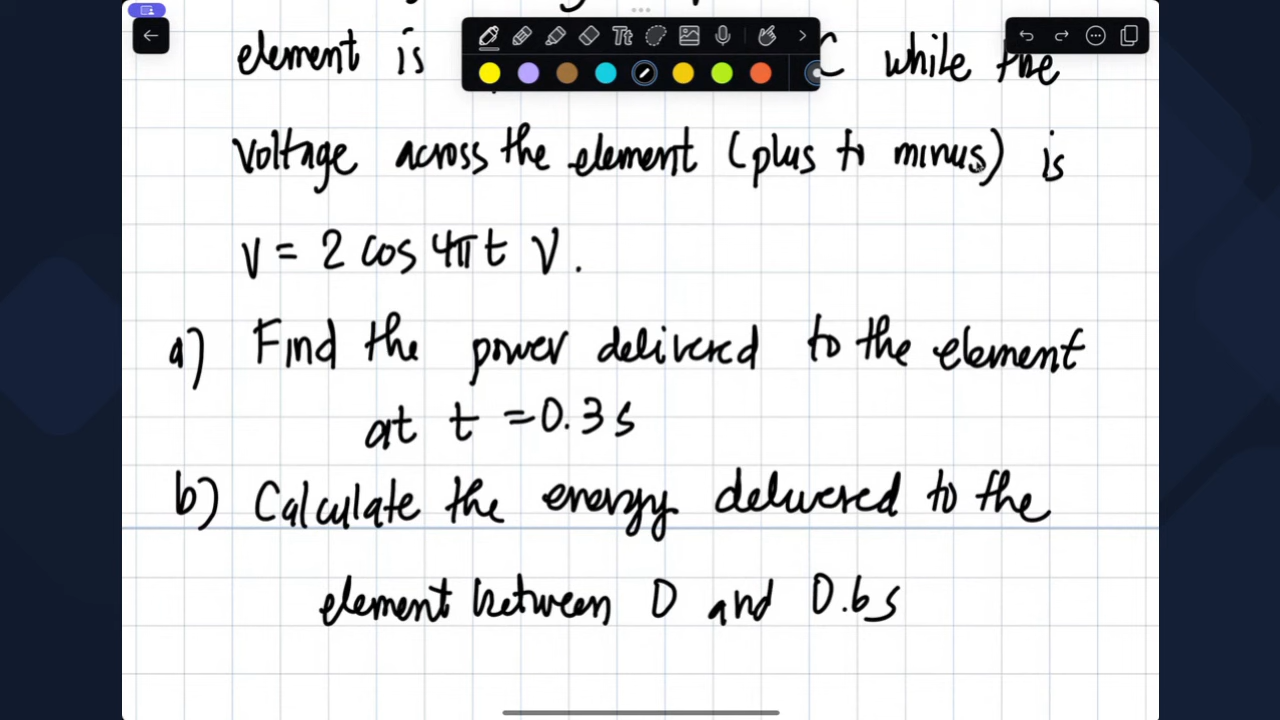 element is C while the
voltage across the element (plus to minus) is
v = 2 cos 4πt V.
a) Find the power delivered to the element
at t = 0.3 s
b) Calculate the energy delivered to the
element between 0 and 0.6s